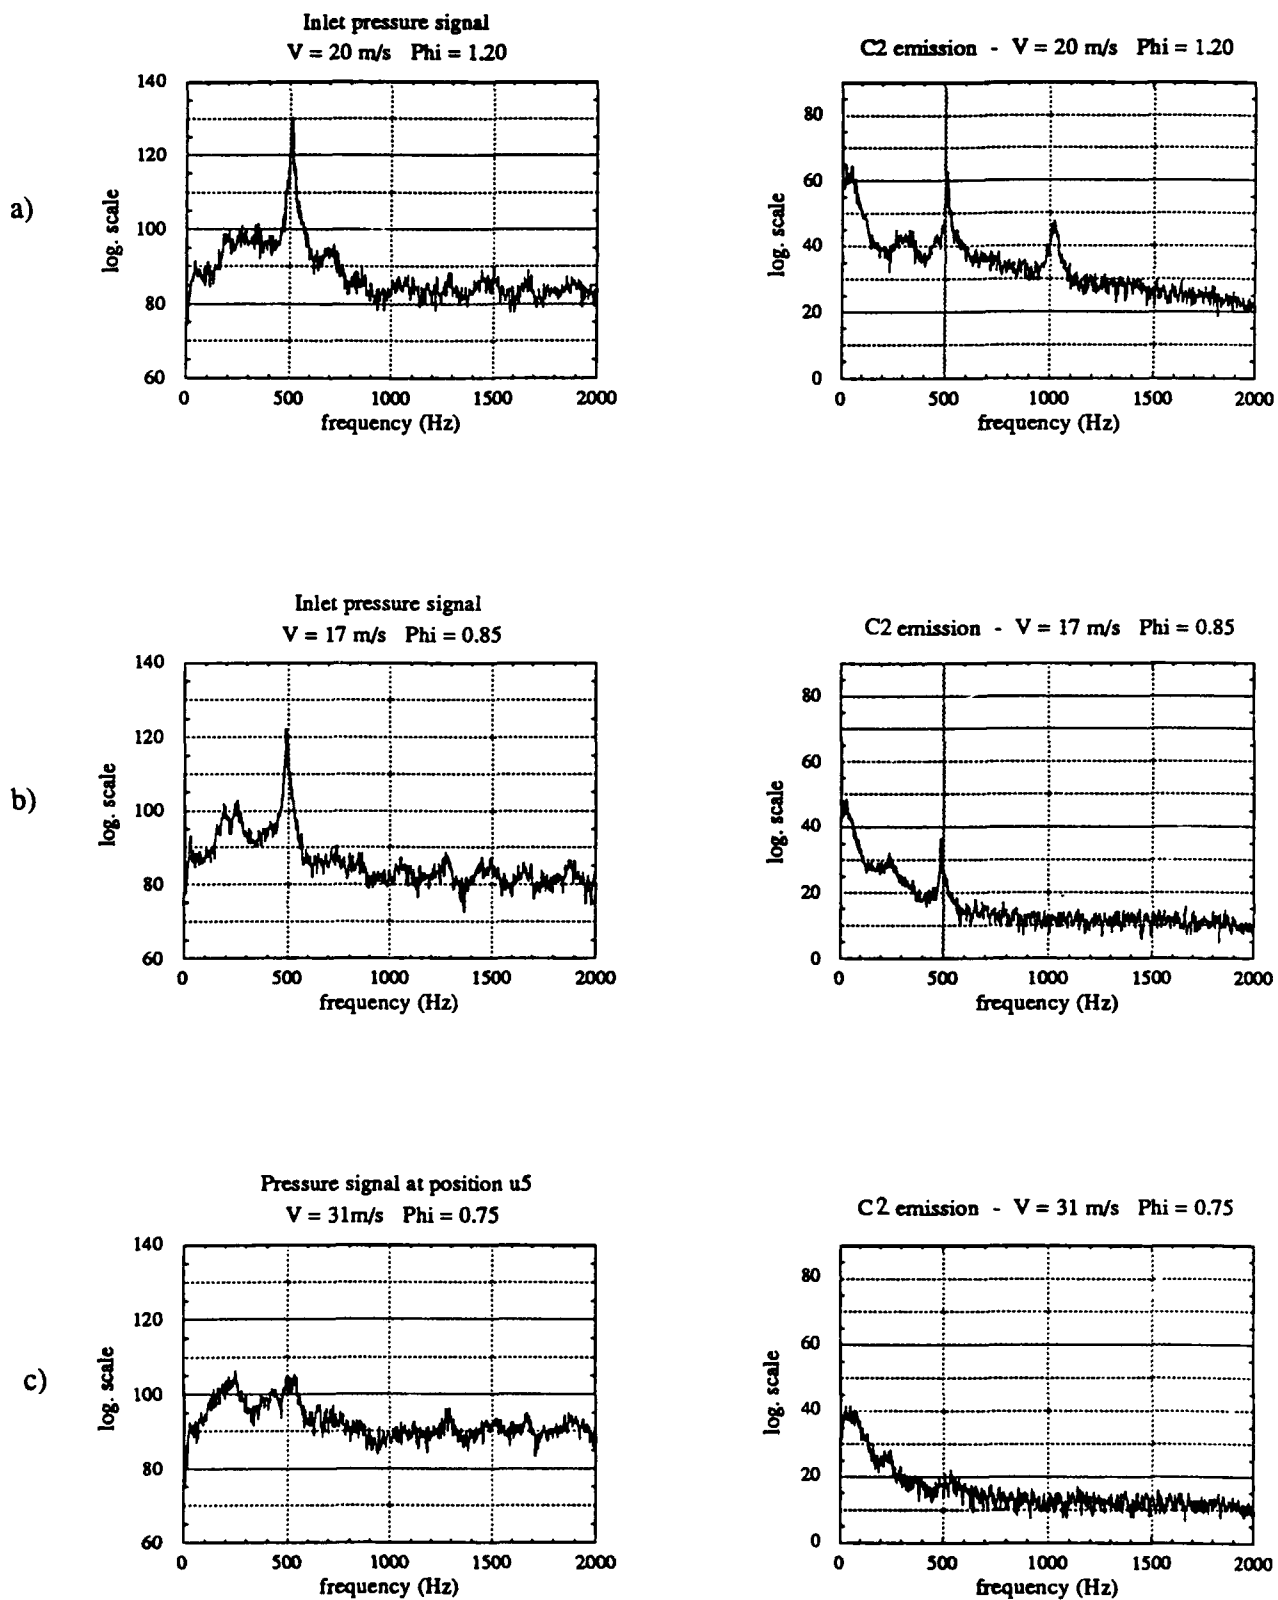 Inlet pressure signal
V = 20 m/s Phi = 1.20
C2 emission - V = 20 m/s Phi = 1.20
a)
log. scale
140
120
100
80
60
0
500
1000
1500
2000
frequency (Hz)
log. scale
80
60
40
20
0
0
500
1000
1500
2000
frequency (Hz)
Inlet pressure signal
V = 17 m/s Phi = 0.85
C2 emission - V = 17 m/s Phi = 0.85
b)
log. scale
140
120
100
80
60
0
500
1000
1500
2000
frequency (Hz)
log. scale
80
60
40
20
0
0
500
1000
1500
2000
frequency (Hz)
Pressure signal at position u5
V = 31m/s Phi = 0.75
C2 emission - V = 31 m/s Phi = 0.75
c)
log. scale
140
120
100
80
60
0
500
1000
1500
2000
frequency (Hz)
log. scale
80
60
40
20
0
0
500
1000
1500
2000
frequency (Hz)